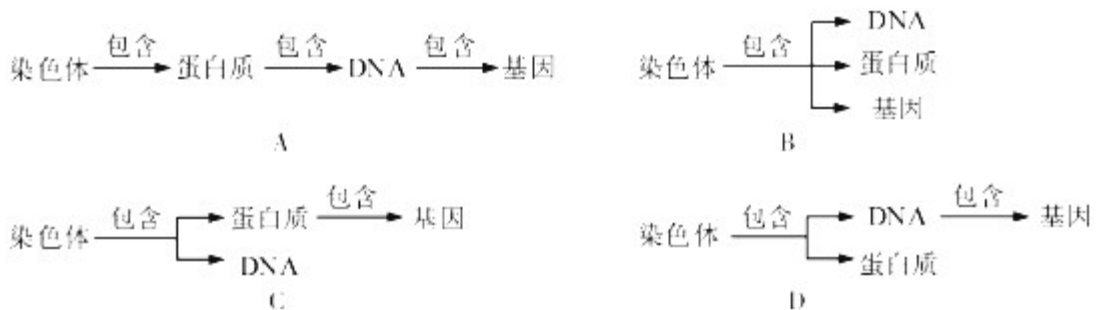 染色体 包含 蛋白质 包含 DNA 包含 基因
A
染色体 包含 DNA
蛋白质
基因
B
染色体 包含 蛋白质 包含 基因
DNA
C
染色体 包含 DNA 包含 基因
蛋白质
D